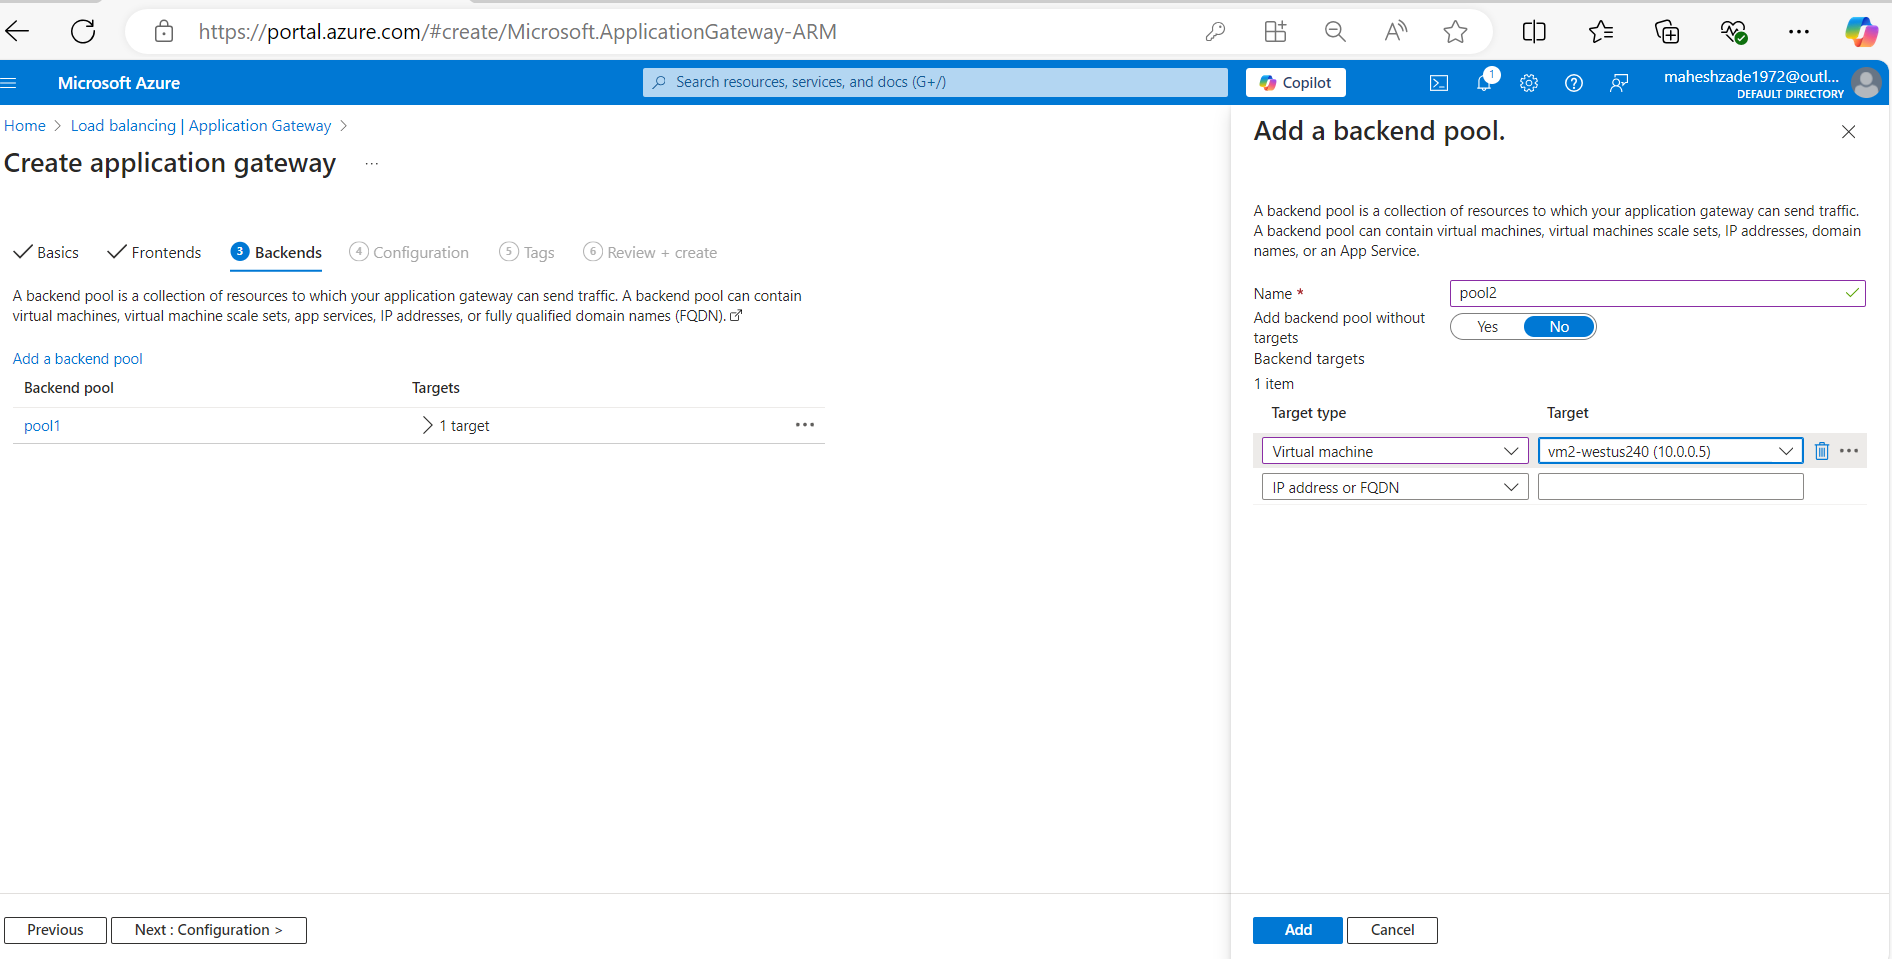 https://portal.azure.com/#create/Microsoft.ApplicationGateway-ARM
Microsoft Azure
Search resources, services, and docs (G+/)
Copilot
1
maheshzade1972@outl...
DEFAULT DIRECTORY
Home > Load balancing | Application Gateway >
Create application gateway ...
Basics
Frontends
3 Backends
4 Configuration
5 Tags
6 Review + create
A backend pool is a collection of resources to which your application gateway can send traffic. A backend pool can contain
virtual machines, virtual machine scale sets, app services, IP addresses, or fully qualified domain names (FQDN).
Add a backend pool
Backend pool Targets
pool1 1 target
Previous
Next : Configuration >
Add a backend pool.
A backend pool is a collection of resources to which your application gateway can send traffic.
A backend pool can contain virtual machines, virtual machines scale sets, IP addresses, domain
names, or an App Service.
Name * pool2
Add backend pool without
targets
Yes No
Backend targets
1 item
Target type Target
Virtual machine vm2-westus240 (10.0.0.5)
IP address or FQDN
Add
Cancel